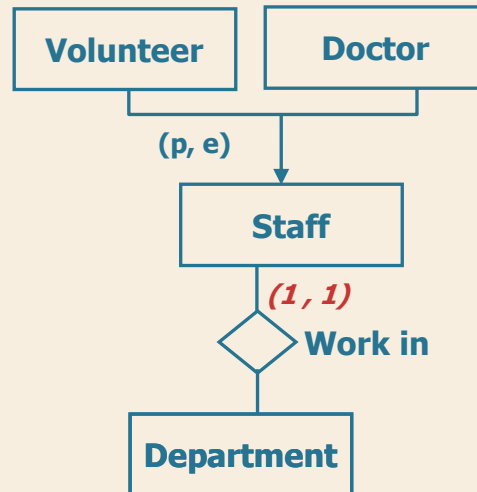 Volunteer
Doctor
(p, e)
Staff
(1 , 1)
Work in
Department